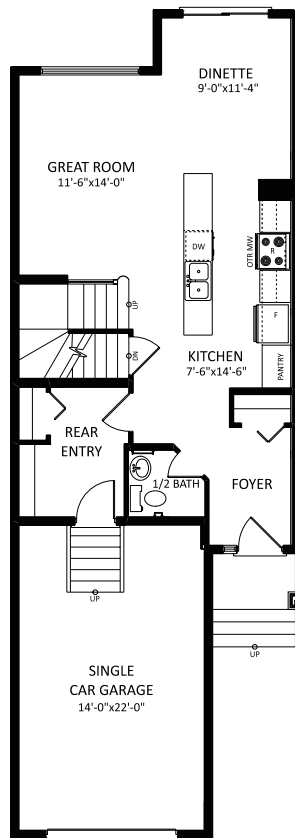 DINETTE
9'-0"x11'-4"
GREAT ROOM
11'-6"x14'-0"
DW
OTR MW
R
UP
F
DN
KITCHEN
7'-6"x14'-6"
PANTRY
REAR
ENTRY
1/2 BATH
FOYER
UP
UP
SINGLE
CAR GARAGE
14'-0"x22'-0"